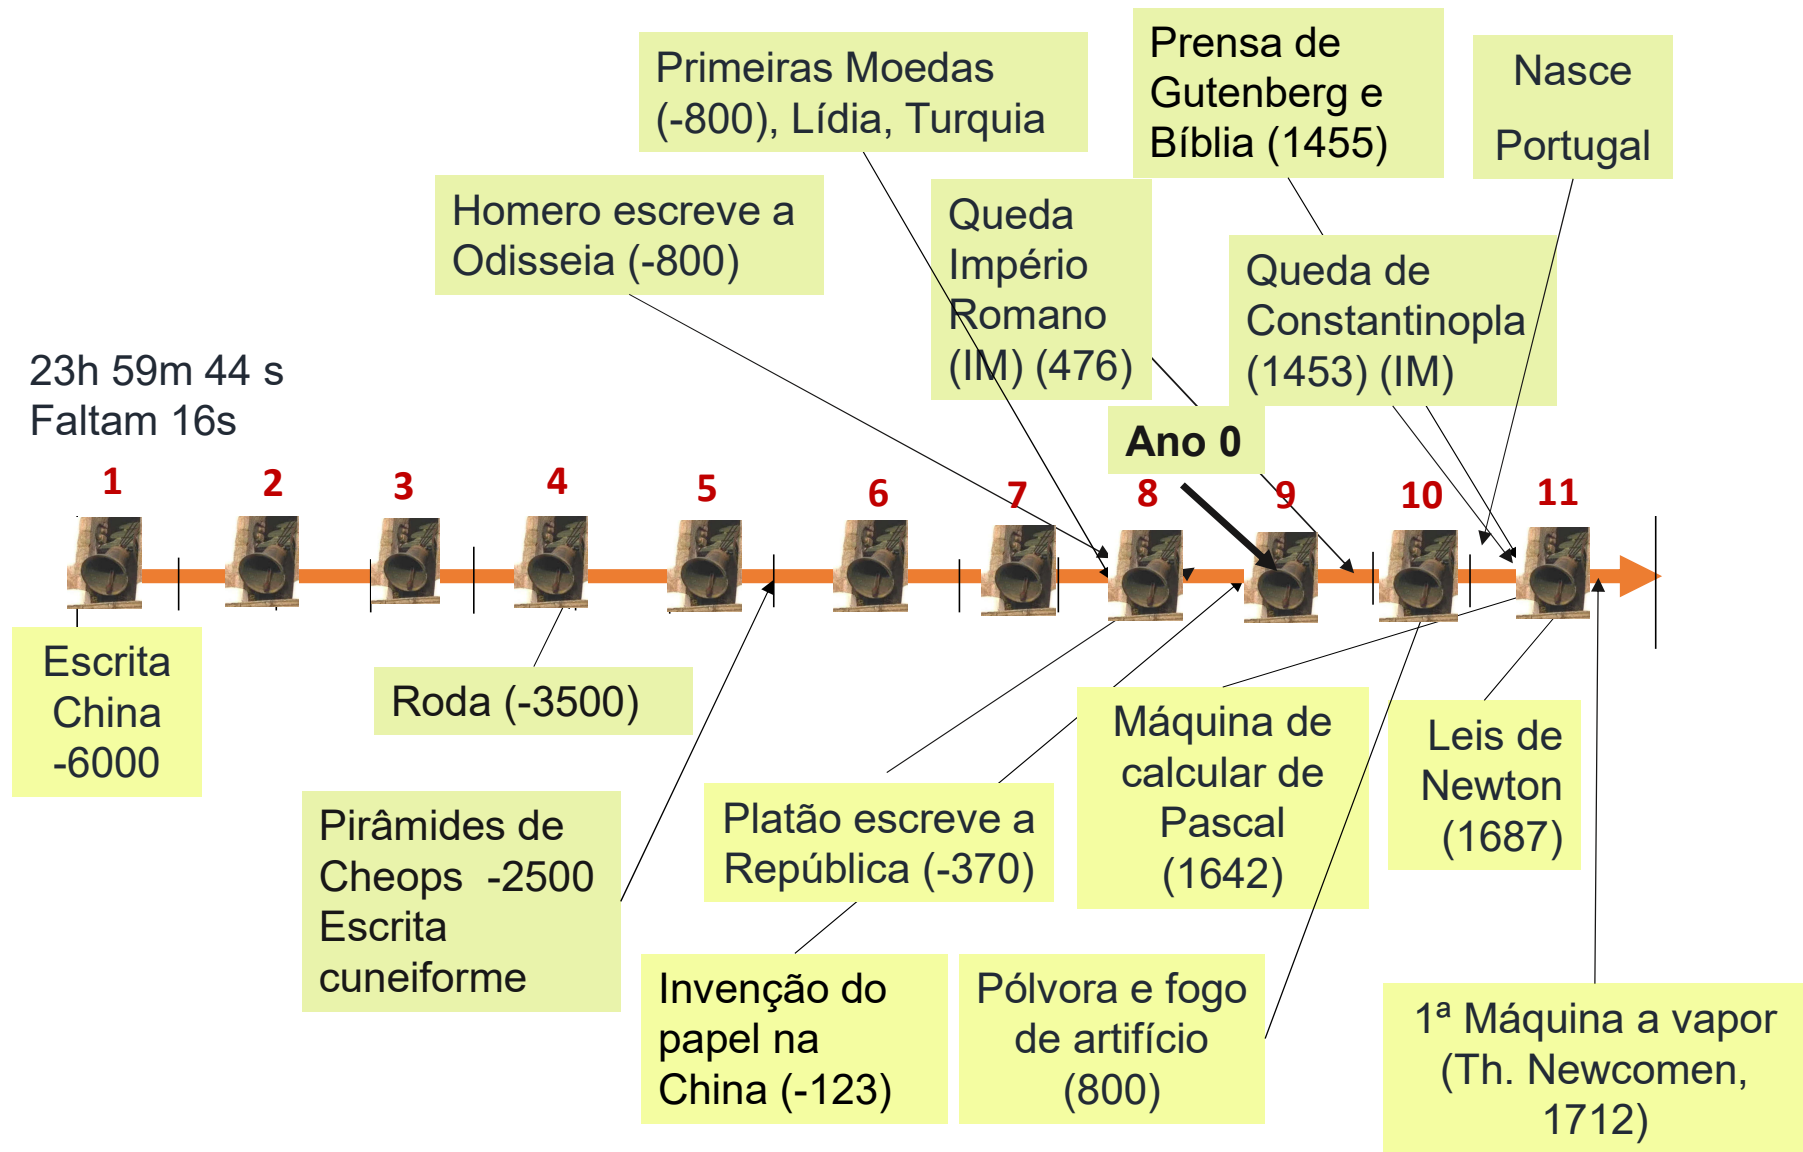 Primeiras Moedas
(-800), Lídia, Turquia
Prensa de
Gutenberg e
Bíblia (1455)
Nasce
Portugal
Homero escreve a
Odisseia (-800)
Queda
Império
Romano
(IM) (476)
Queda de
Constantinopla
(1453) (IM)
23h 59m 44 s
Faltam 16s
Ano 0
1
2
3
4
5
6
7
8
9
10
11
Escrita
China
-6000
Roda (-3500)
Pirâmides de
Cheops -2500
Escrita
cuneiforme
Platão escreve a
República (-370)
Máquina de
calcular de
Pascal
(1642)
Leis de
Newton
(1687)
Invenção do
papel na
China (-123)
Pólvora e fogo
de artifício
(800)
1ª Máquina a vapor
(Th. Newcomen,
1712)